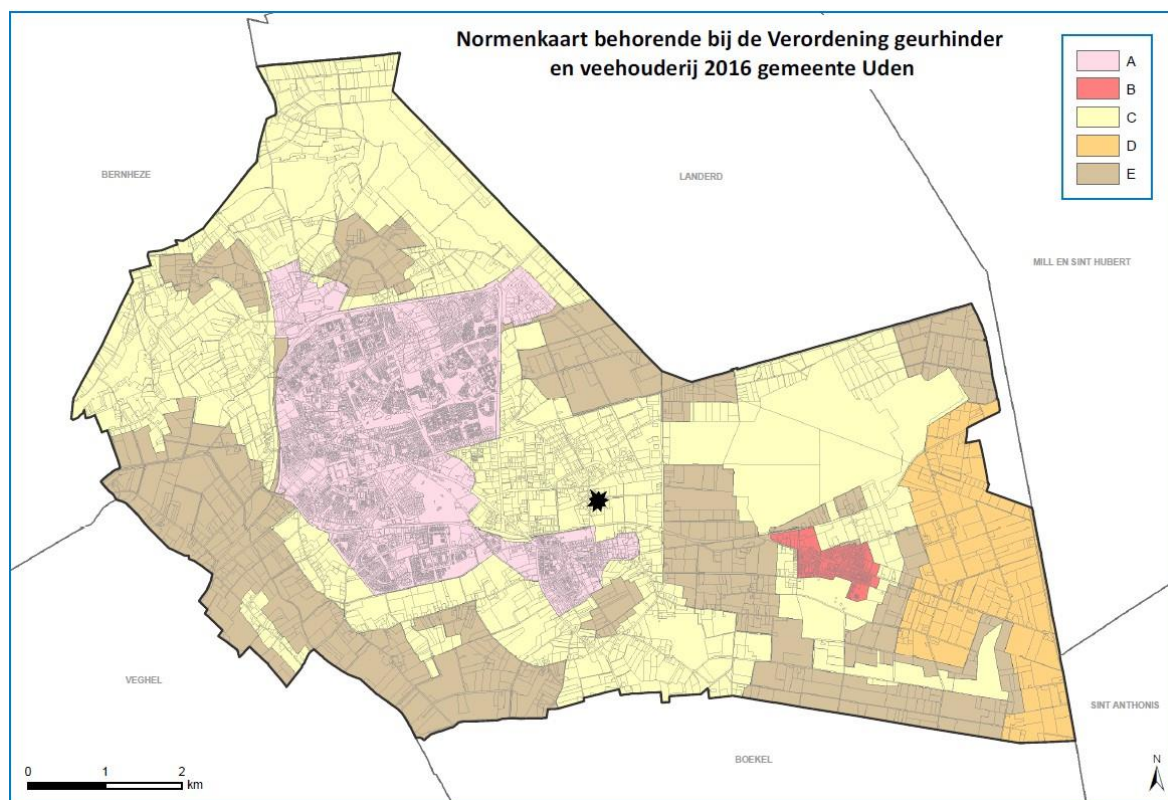 Normenkaart behorende bij de Verordening geurhinder
en veehouderij 2016 gemeente Uden
A
B
C
D
E
BERNHEZE
LANDERD
MILL EN SINT HUBERT
VEGHEL
SINT ANTHONIS
BOEKEL
0 1 2
km
N